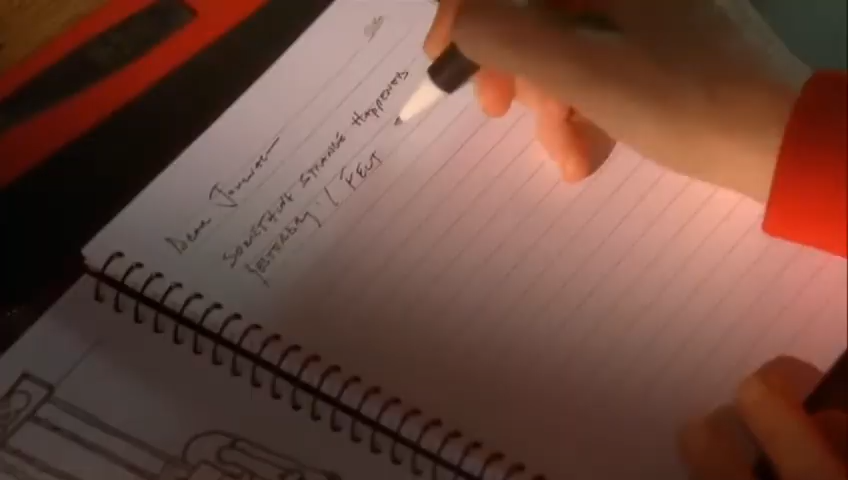 Dear Journal
SOMETHING STRANGE HAPPENED
YESTERDAY, I FELT